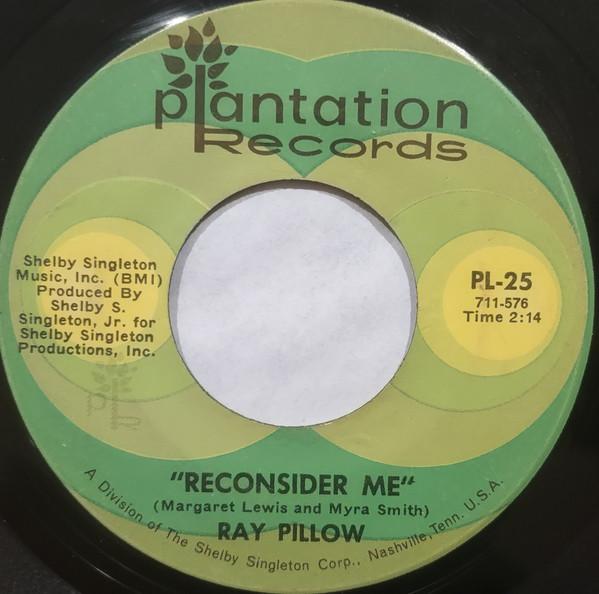 plantation
Records
Shelby Singleton
Music, Inc. (BMI)
Produced By
Shelby S.
Singleton, Jr. for
Shelby Singleton
Productions, Inc.
PL-25
711-576
Time 2:14
"RECONSIDER ME"
(Margaret Lewis and Myra Smith)
RAY PILLOW
A Division of The Shelby Singleton Corp., Nashville, Tenn. U.S.A.